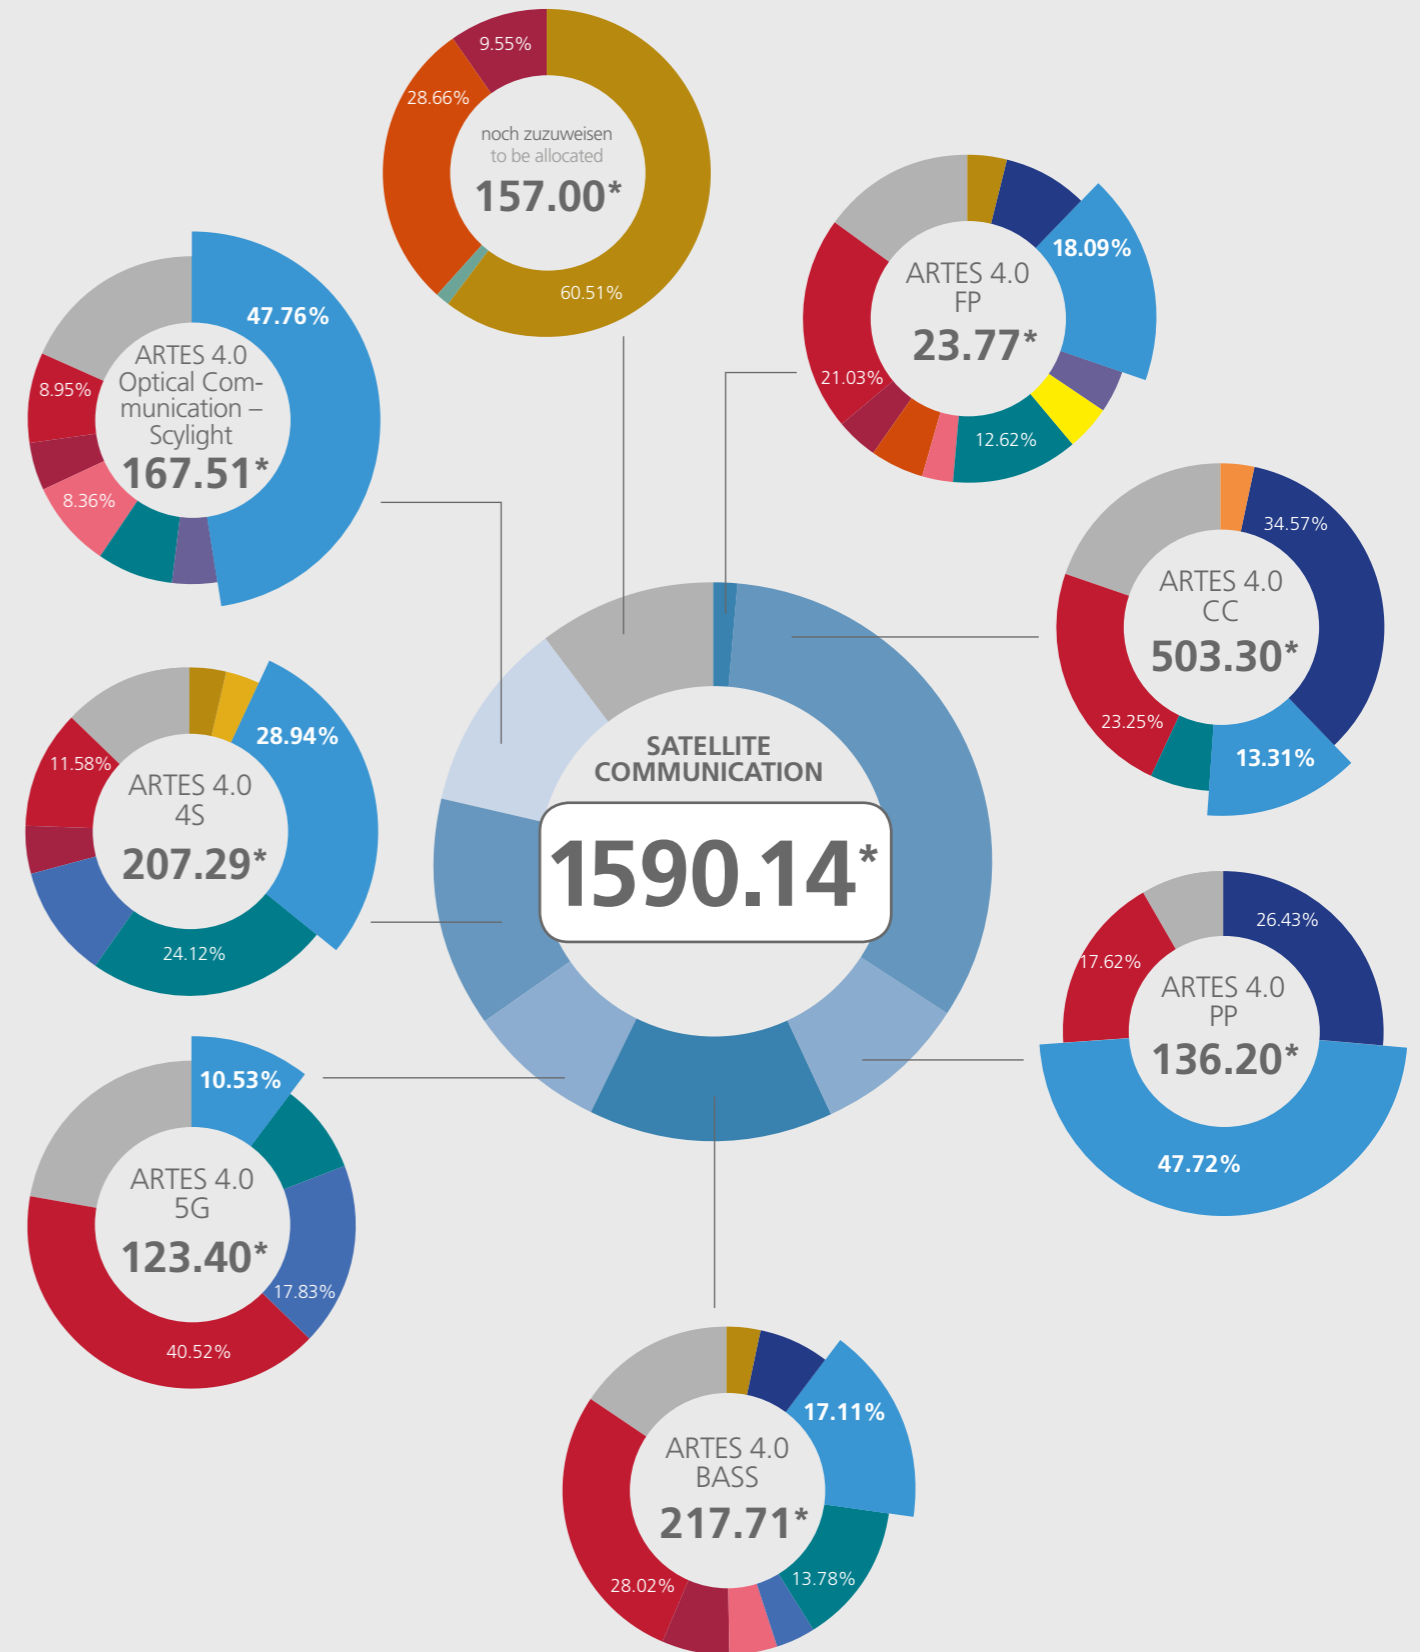 9.55%
28.66%
noch zuzuweisen
to be allocated
157.00*
60.51%
18.09%
ARTES 4.0
FP
23.77*
21.03%
12.62%
47.76%
ARTES 4.0
Optical Com-
munication –
Scylight
167.51*
8.95%
8.36%
34.57%
ARTES 4.0
CC
503.30*
23.25%
13.31%
SATELLITE
COMMUNICATION
1590.14*
28.94%
11.58%
ARTES 4.0
4S
207.29*
24.12%
26.43%
17.62%
ARTES 4.0
PP
136.20*
47.72%
10.53%
ARTES 4.0
5G
123.40*
17.83%
40.52%
17.11%
ARTES 4.0
BASS
217.71*
28.02%
13.78%